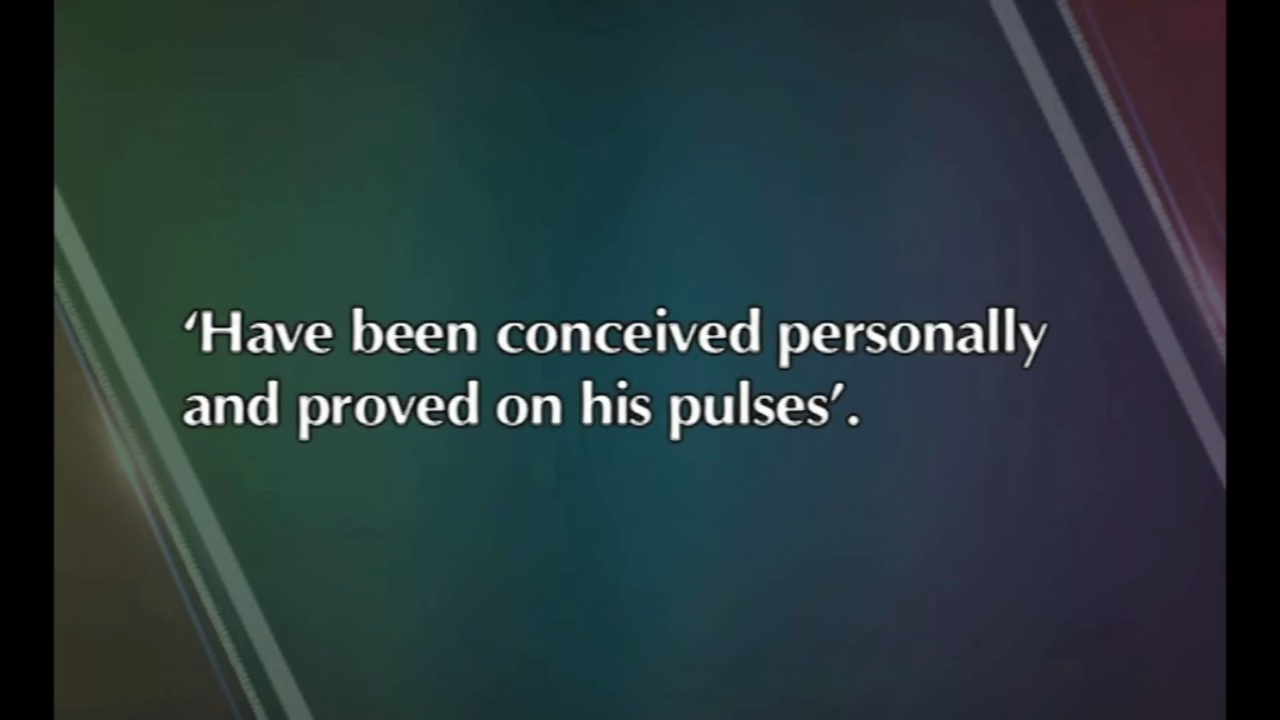 ‘Have been conceived personally
and proved on his pulses’.